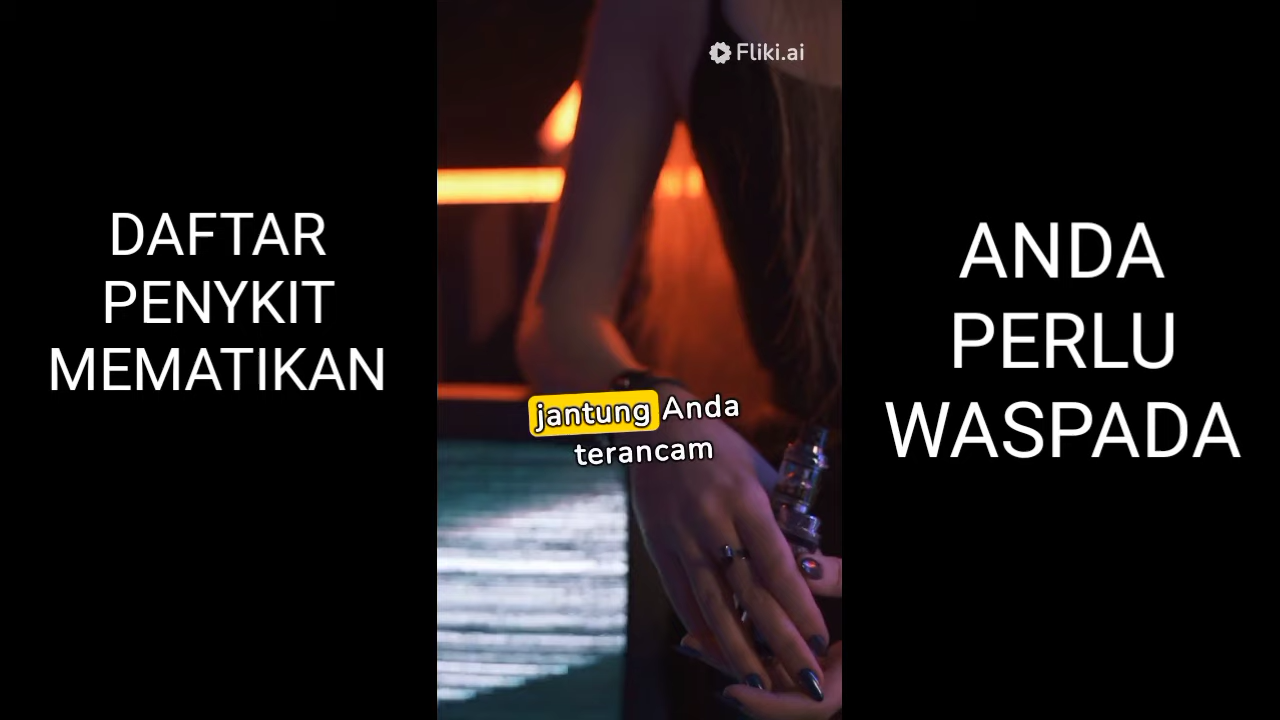 DAFTAR
PENYKIT
MEMATIKAN
Fliki.ai
jantung Anda
terancam
ANDA
PERLU
WASPADA